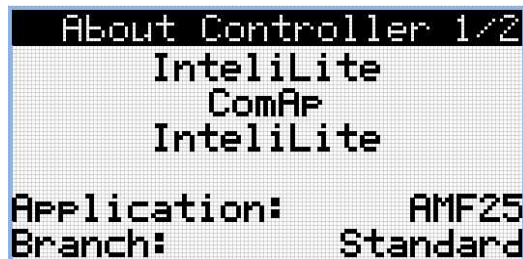 About Controller 1/2
InteliLite
ComAp
InteliLite
Application: AMF25
Branch: Standard